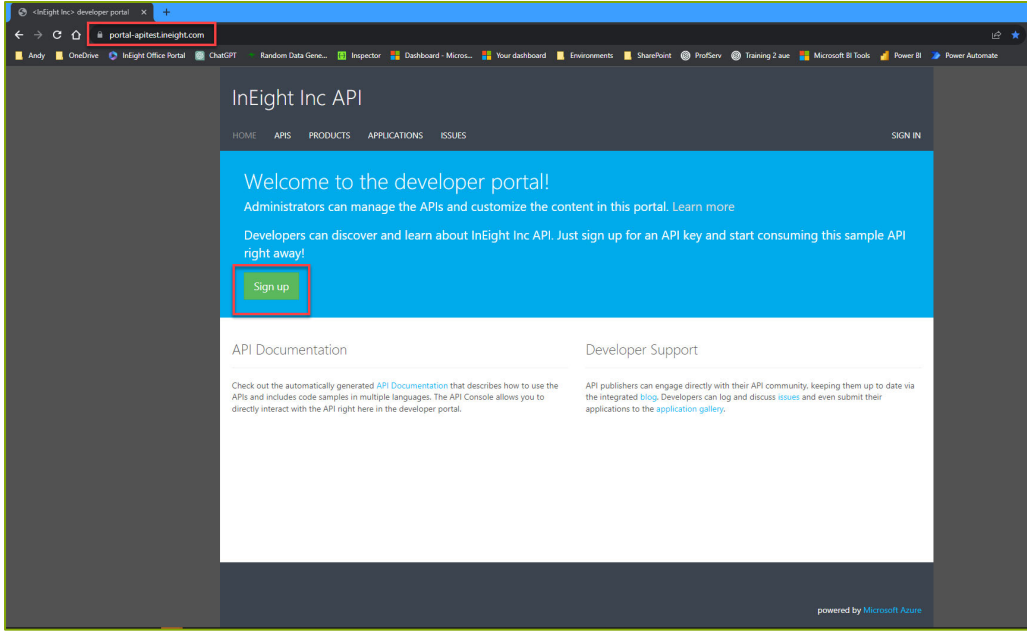 <InEight Inc> developer portal
portal-apitest.ineight.com
Andy OneDrive InEight Office Portal ChatGPT Random Data Gene... Inspector Dashboard - Micros... Your dashboard Environments SharePoint ProfServ Training 2 aue Microsoft BI Tools Power BI Power Automate
InEight Inc API
HOME APIS PRODUCTS APPLICATIONS ISSUES SIGN IN
Welcome to the developer portal!
Administrators can manage the APIs and customize the content in this portal. Learn more
Developers can discover and learn about InEight Inc API. Just sign up for an API key and start consuming this sample API
right away!
Sign up
API Documentation
Check out the automatically generated API Documentation that describes how to use the
APIs and includes code samples in multiple languages. The API Console allows you to
directly interact with the API right here in the developer portal.
Developer Support
API publishers can engage directly with their API community, keeping them up to date via
the integrated blog. Developers can log and discuss issues and even submit their
applications to the application gallery.
powered by Microsoft Azure